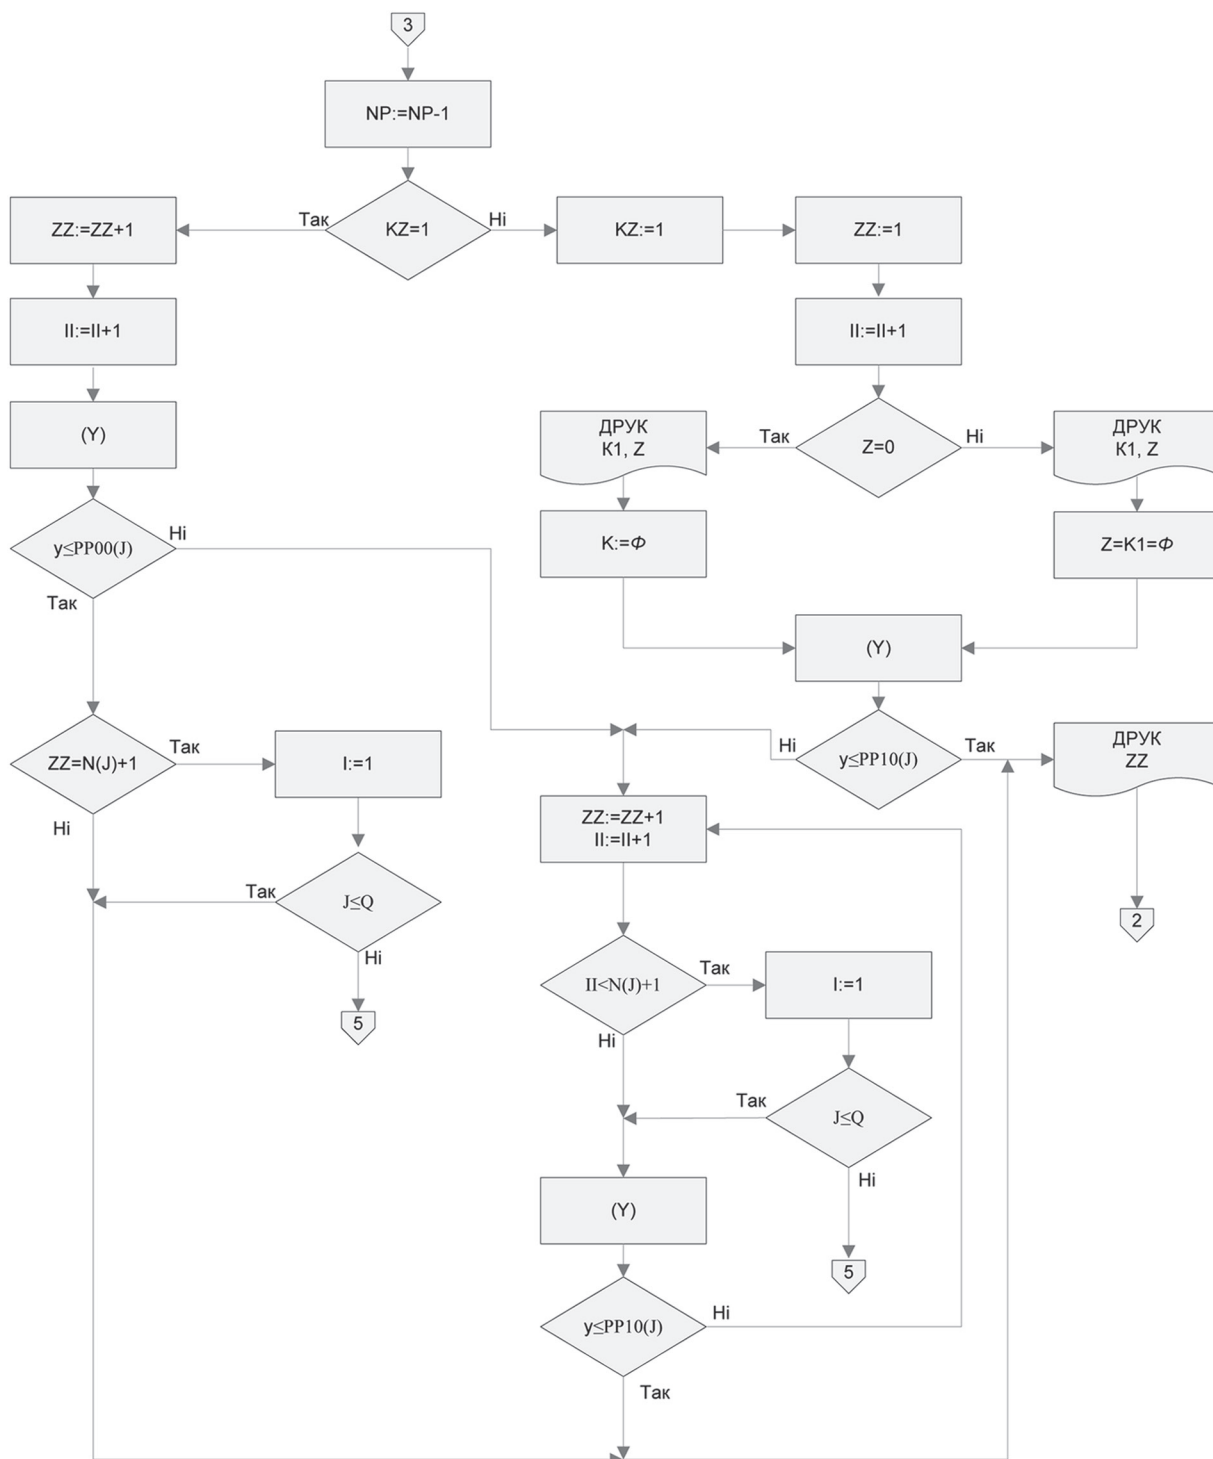 3
NP:=NP-1
KZ=1
Так
Ні
ZZ:=ZZ+1
KZ:=1
ZZ:=1
II:=II+1
II:=II+1
(Y)
Z=0
Так
Ні
ДРУК
К1, Z
ДРУК
К1, Z
y≤PP00(J)
Ні
Так
K:=Ф
Z=K1=Ф
(Y)
y≤PP10(J)
Ні
Так
ДРУК
ZZ
ZZ=N(J)+1
Так
Ні
I:=1
ZZ:=ZZ+1
II:=II+1
J≤Q
Так
Ні
5
2
II<N(J)+1
Так
Ні
I:=1
J≤Q
Так
Ні
5
(Y)
y≤PP10(J)
Ні
Так